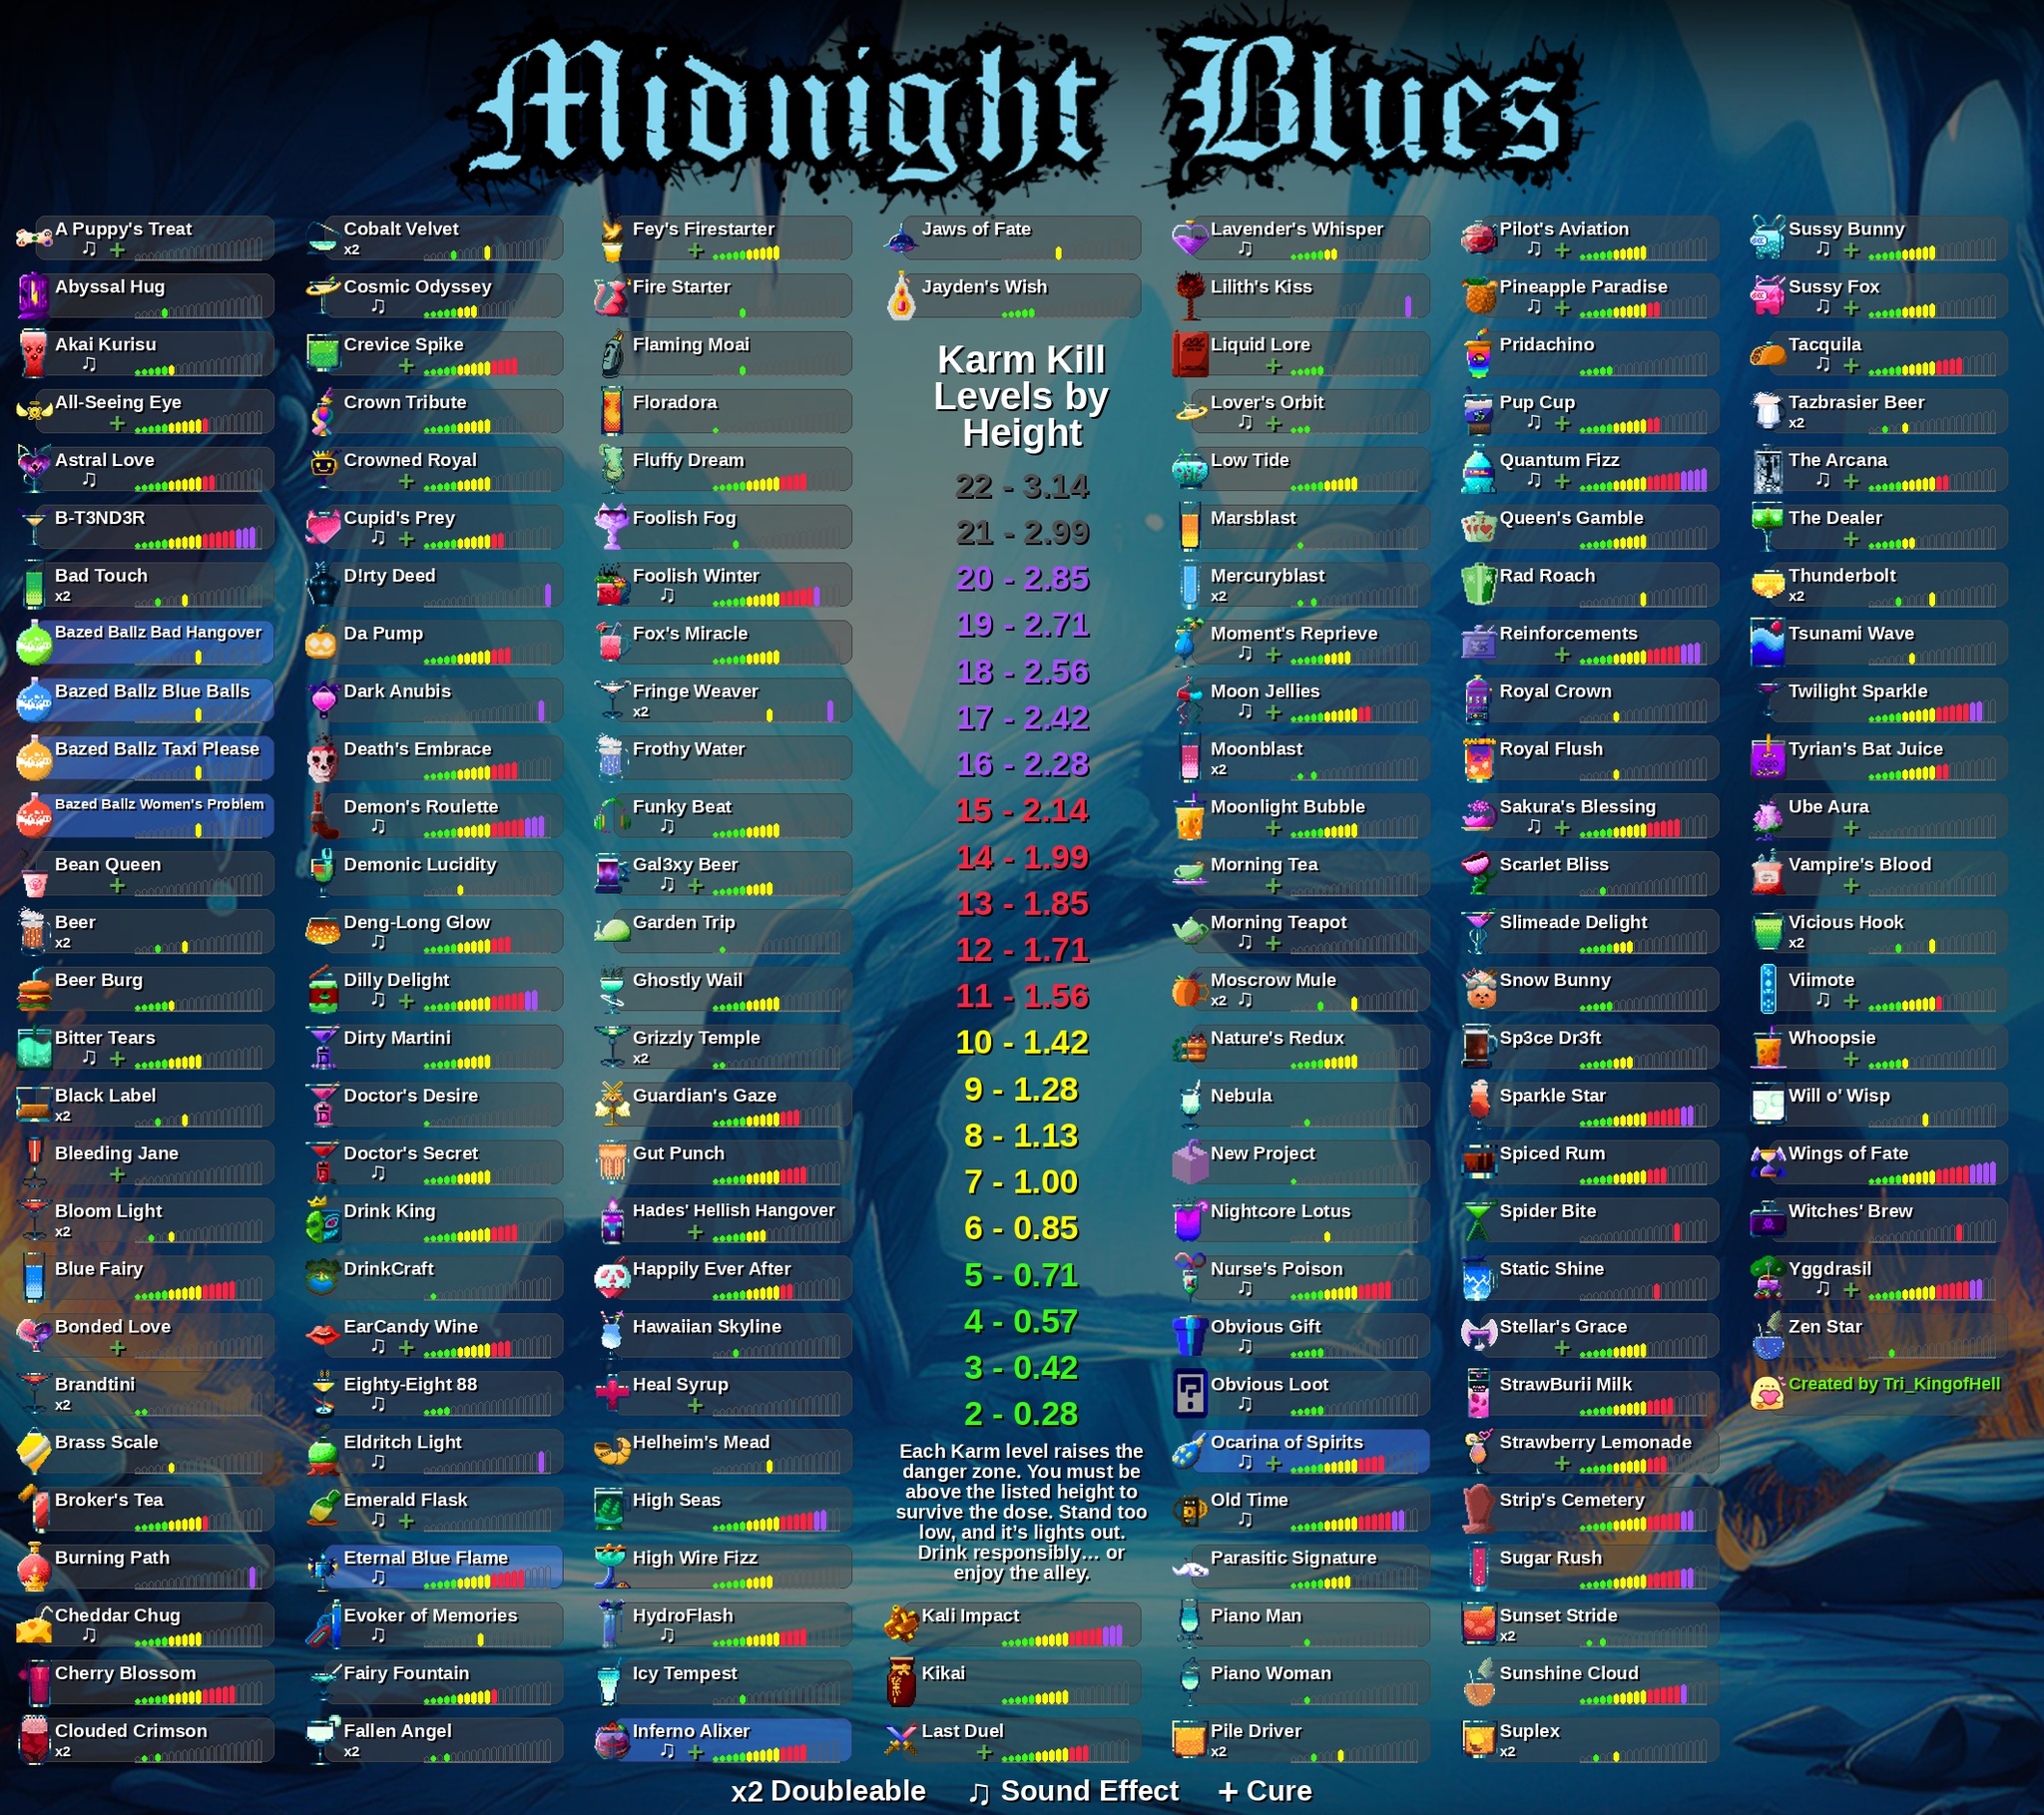 Midnight Blues
A Puppy's Treat
♫ +
Abyssal Hug
Akai Kurisu
♫
All-Seeing Eye
+
Astral Love
♫
B-T3ND3R
Bad Touch
x2
Bazed Ballz Bad Hangover
Bazed Ballz Blue Balls
Bazed Ballz Taxi Please
Bazed Ballz Women's Problem
Bean Queen
+
Beer
x2
Beer Burg
Bitter Tears
♫ +
Black Label
x2
Bleeding Jane
+
Bloom Light
x2
Blue Fairy
Bonded Love
+
Brandtini
x2
Brass Scale
Broker's Tea
Burning Path
Cheddar Chug
♫
Cherry Blossom
Clouded Crimson
x2
Cobalt Velvet
x2
Cosmic Odyssey
♫
Crevice Spike
+
Crown Tribute
Crowned Royal
+
Cupid's Prey
♫ +
D!rty Deed
Da Pump
Dark Anubis
Death's Embrace
Demon's Roulette
♫
Demonic Lucidity
Deng-Long Glow
♫
Dilly Delight
♫ +
Dirty Martini
Doctor's Desire
Doctor's Secret
♫
Drink King
DrinkCraft
EarCandy Wine
♫ +
Eighty-Eight 88
♫
Eldritch Light
♫
Emerald Flask
♫ +
Eternal Blue Flame
♫
Evoker of Memories
♫
Fairy Fountain
Fallen Angel
x2
Fey's Firestarter
+
Fire Starter
Flaming Moai
Floradora
Fluffy Dream
Foolish Fog
Foolish Winter
♫
Fox's Miracle
Fringe Weaver
x2
Frothy Water
Funky Beat
♫
Gal3xy Beer
♫ +
Garden Trip
Ghostly Wail
Grizzly Temple
x2
Guardian's Gaze
Gut Punch
Hades' Hellish Hangover
+
Happily Ever After
Hawaiian Skyline
Heal Syrup
+
Helheim's Mead
High Seas
High Wire Fizz
HydroFlash
♫
Icy Tempest
Inferno Alixer
♫ +
Jaws of Fate
Jayden's Wish
Karm Kill
Levels by
Height
22 - 3.14
21 - 2.99
20 - 2.85
19 - 2.71
18 - 2.56
17 - 2.42
16 - 2.28
15 - 2.14
14 - 1.99
13 - 1.85
12 - 1.71
11 - 1.56
10 - 1.42
9 - 1.28
8 - 1.13
7 - 1.00
6 - 0.85
5 - 0.71
4 - 0.57
3 - 0.42
2 - 0.28
Each Karm level raises the
danger zone. You must be
above the listed height to
survive the dose. Stand too
low, and it's lights out.
Drink responsibly... or
enjoy the alley.
Kali Impact
Kikai
Last Duel
+
Lavender's Whisper
♫
Lilith's Kiss
Liquid Lore
+
Lover's Orbit
♫ +
Low Tide
Marsblast
Mercuryblast
x2
Moment's Reprieve
♫ +
Moon Jellies
♫ +
Moonblast
x2
Moonlight Bubble
+
Morning Tea
+
Morning Teapot
♫ +
Moscrow Mule
x2 ♫
Nature's Redux
Nebula
New Project
Nightcore Lotus
Nurse's Poison
♫
Obvious Gift
♫
Obvious Loot
♫
Ocarina of Spirits
♫ +
Old Time
♫
Parasitic Signature
Piano Man
Piano Woman
Pile Driver
x2
Pilot's Aviation
♫ +
Pineapple Paradise
♫ +
Pridachino
Pup Cup
♫ +
Quantum Fizz
♫ +
Queen's Gamble
Rad Roach
Reinforcements
+
Royal Crown
Royal Flush
Sakura's Blessing
♫ +
Scarlet Bliss
Slimeade Delight
Snow Bunny
Sp3ce Dr3ft
Sparkle Star
Spiced Rum
Spider Bite
Static Shine
Stellar's Grace
+
StrawBurii Milk
Strawberry Lemonade
+
Strip's Cemetery
Sugar Rush
Sunset Stride
x2
Sunshine Cloud
Suplex
x2
Sussy Bunny
♫ +
Sussy Fox
♫ +
Tacquila
♫ +
Tazbrasier Beer
x2
The Arcana
♫ +
The Dealer
+
Thunderbolt
x2
Tsunami Wave
Twilight Sparkle
Tyrian's Bat Juice
Ube Aura
+
Vampire's Blood
+
Vicious Hook
x2
Viimote
♫ +
Whoopsie
+
Will o' Wisp
Wings of Fate
Witches' Brew
Yggdrasil
♫ +
Zen Star
Created by Tri_KingofHell
x2 Doubleable ♫ Sound Effect + Cure